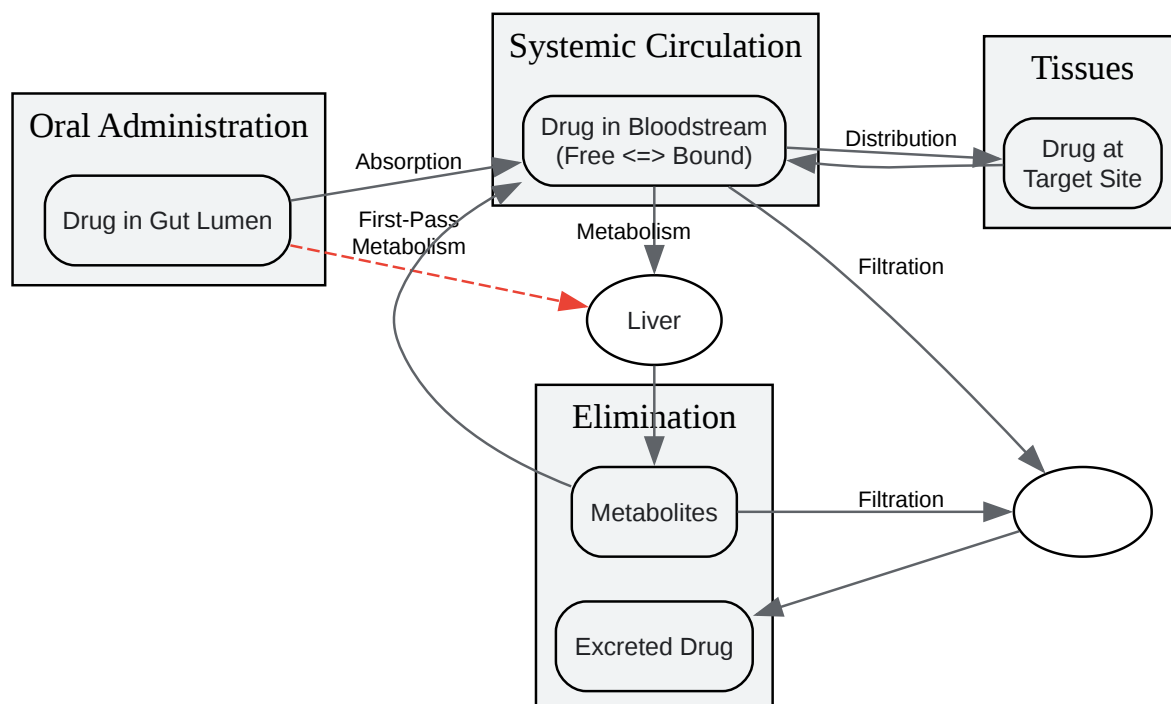 Systemic Circulation
Tissues
Oral Administration
Drug in Bloodstream
(Free <=> Bound)
Distribution
Drug at
Target Site
Absorption
Drug in Gut Lumen
First-Pass
Metabolism
Metabolism
Filtration
Liver
Elimination
Metabolites
Filtration
Excreted Drug